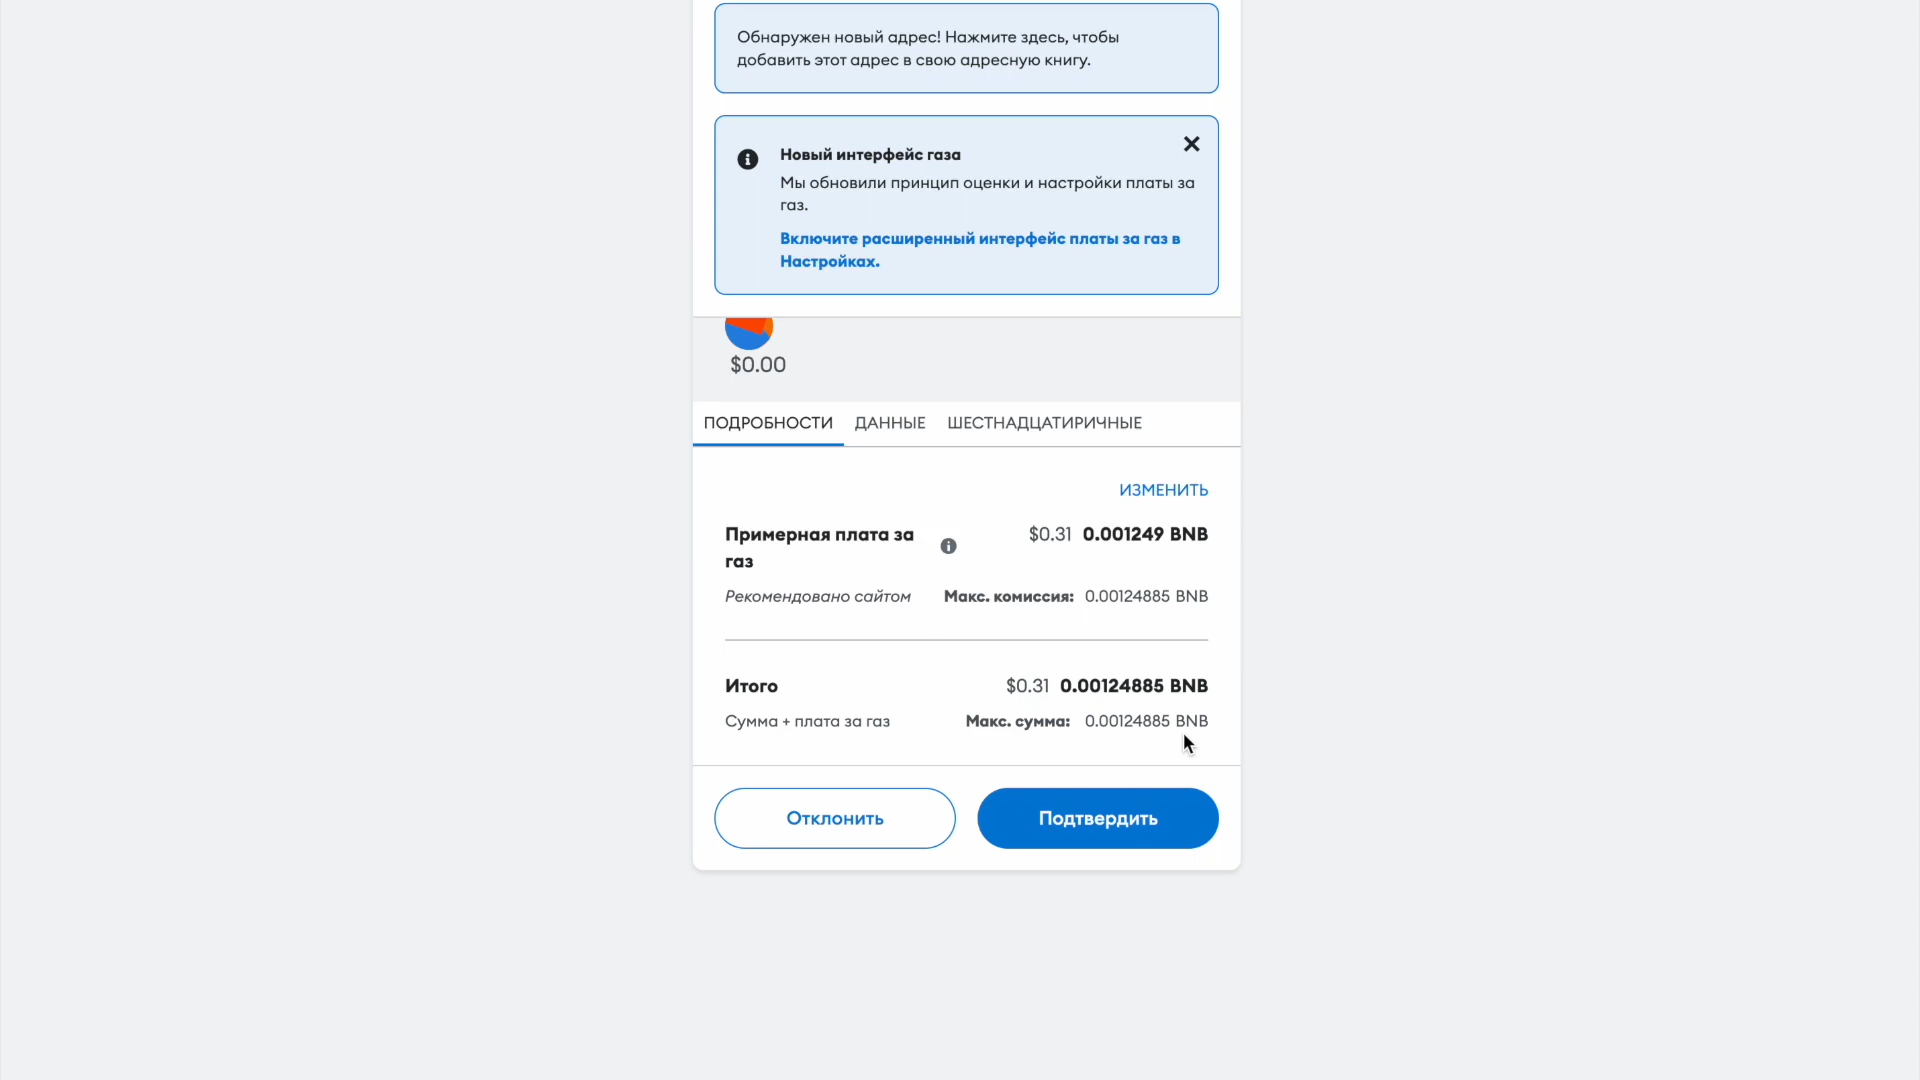 Обнаружен новый адрес! Нажмите здесь, чтобы
добавить этот адрес в свою адресную книгу.
Новый интерфейс газа
Мы обновили принцип оценки и настройки платы за
газ.
Включите расширенный интерфейс платы за газ в
Настройках.
$0.00
ПОДРОБНОСТИ ДАННЫЕ ШЕСТНАДЦАТИРИЧНЫЕ
ИЗМЕНИТЬ
Примерная плата за
газ
$0.31 0.001249 BNB
Рекомендовано сайтом Макс. комиссия: 0.00124885 BNB
Итого $0.31 0.00124885 BNB
Сумма + плата за газ Макс. сумма: 0.00124885 BNB
Отклонить Подтвердить